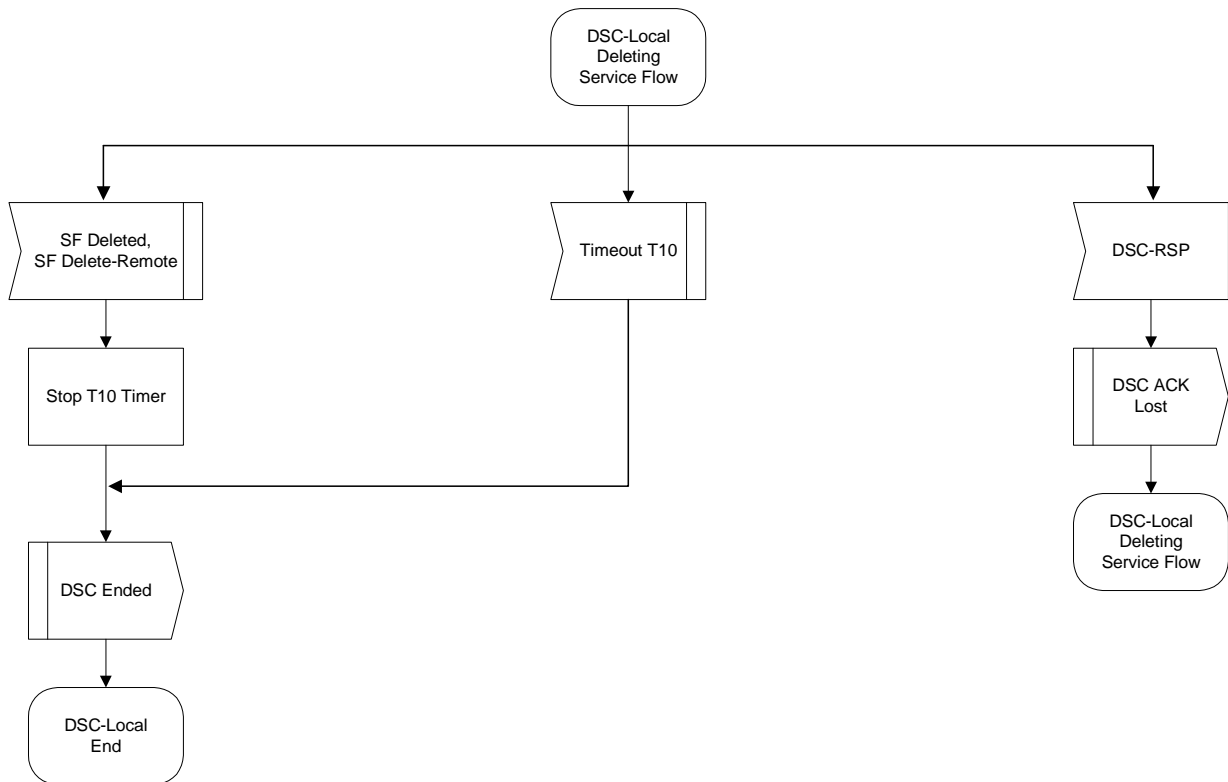 DSC-Local
Deleting
Service Flow
SF Deleted,
SF Delete-Remote
Timeout T10
DSC-RSP
Stop T10 Timer
DSC ACK
Lost
DSC Ended
DSC-Local
Deleting
Service Flow
DSC-Local
End